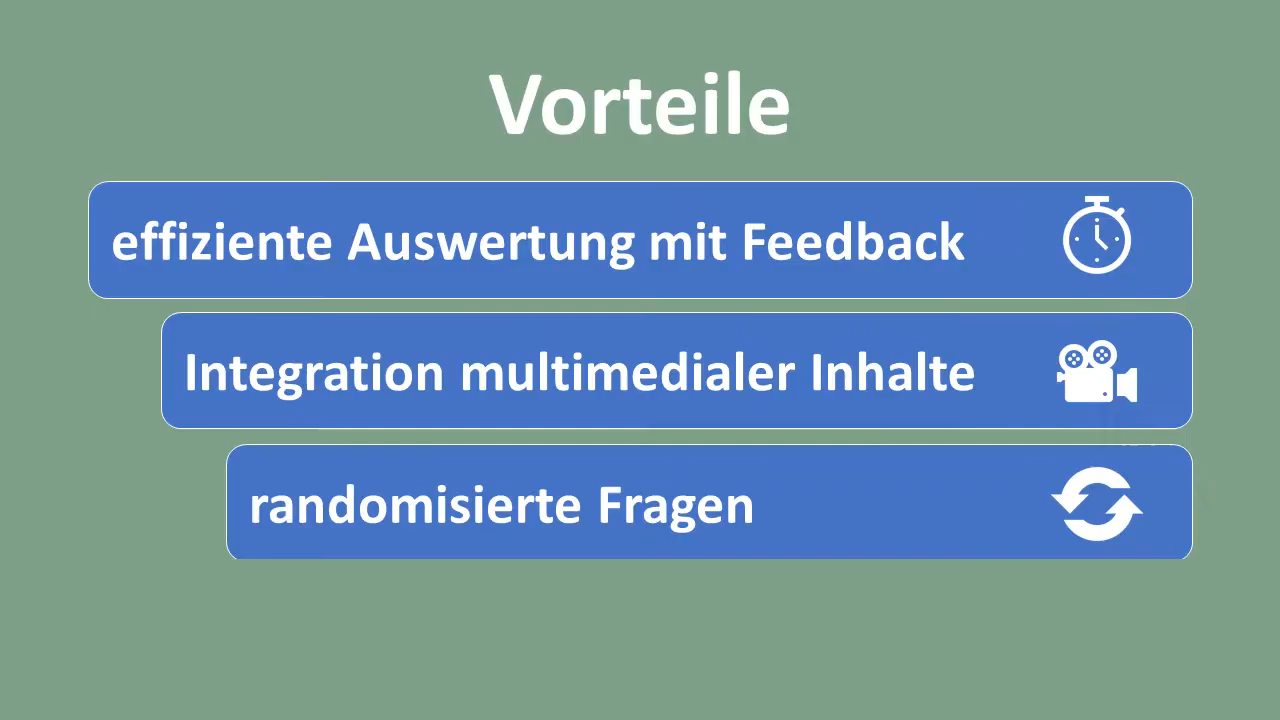 Vorteile
effiziente Auswertung mit Feedback
Integration multimedialer Inhalte
randomisierte Fragen